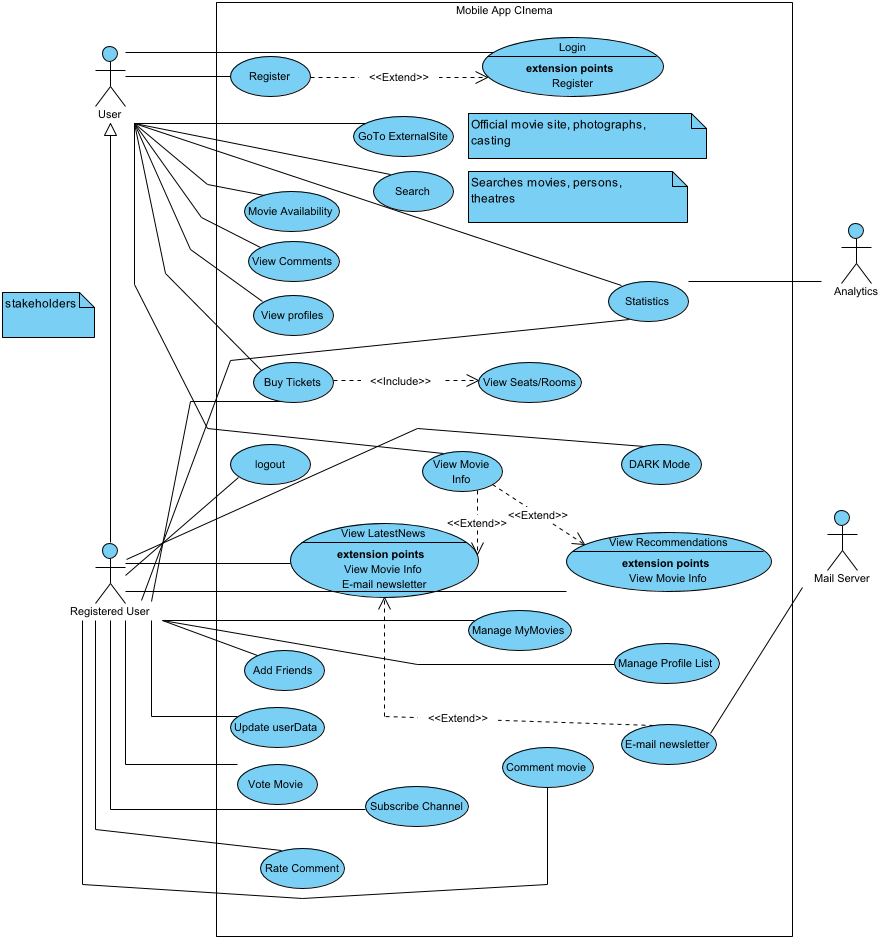 Mobile App CInema
Login
extension points
Register
Register
<<Extend>>
User
GoTo ExternalSite
Official movie site, photographs,
casting
Search
Searches movies, persons,
theatres
Movie Availability
View Comments
Analytics
stakeholders
View profiles
Statistics
Buy Tickets
<<Include>>
View Seats/Rooms
logout
View Movie
Info
DARK Mode
<<Extend>>
<<Extend>>
View LatestNews
extension points
View Movie Info
E-mail newsletter
View Recommendations
extension points
View Movie Info
Mail Server
Registered User
Manage MyMovies
Add Friends
Manage Profile List
Update userData
<<Extend>>
E-mail newsletter
Vote Movie
Comment movie
Subscribe Channel
Rate Comment